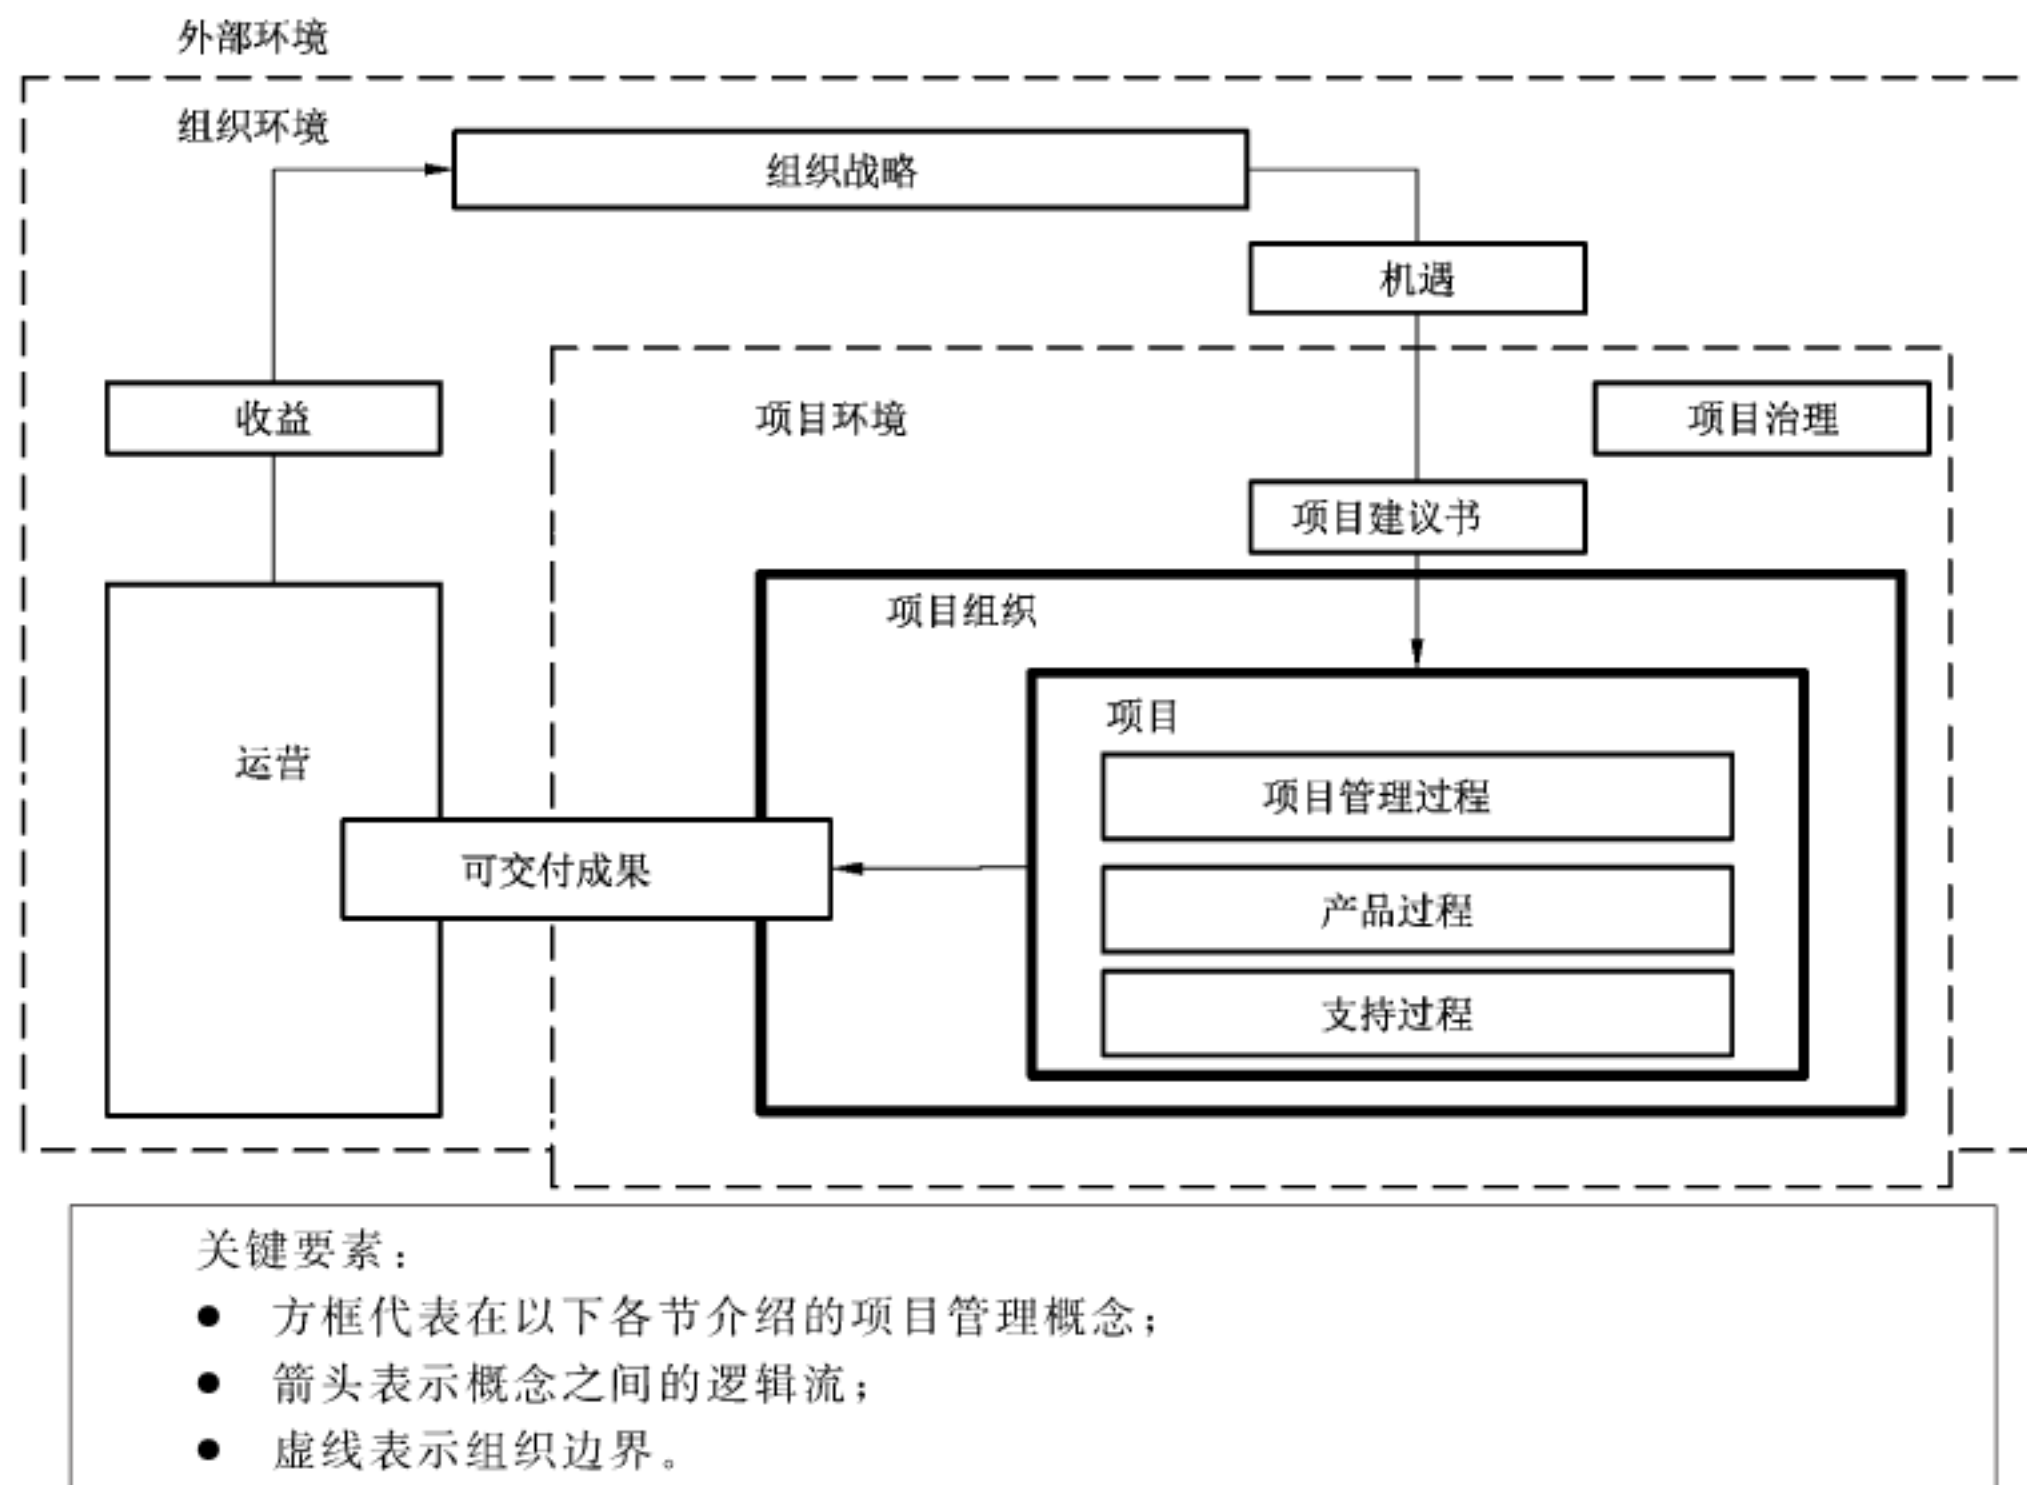 外部环境
组织环境
组织战略
机遇
收益
项目环境
项目治理
项目建议书
项目组织
项目
运营
项目管理过程
可交付成果
产品过程
支持过程
关键要素：
● 方框代表在以下各节介绍的项目管理概念；
● 箭头表示概念之间的逻辑流；
● 虚线表示组织边界。